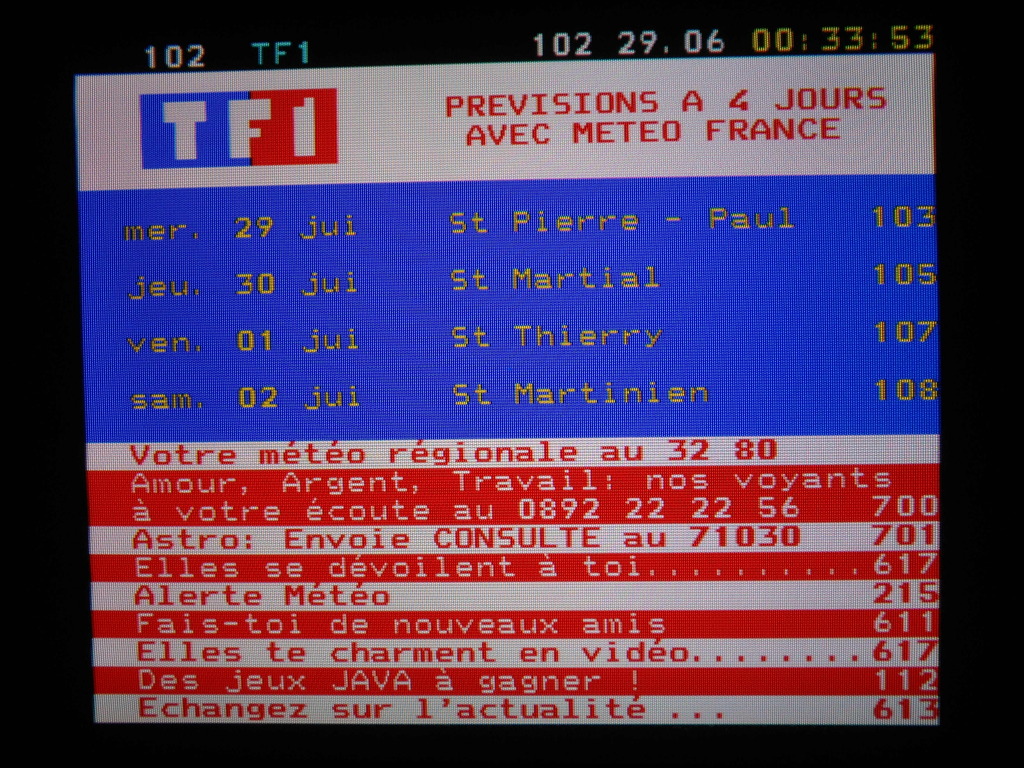 102 TF1 102 29.06 00:33:53
TF1
PREVISIONS A 4 JOURS
AVEC METEO FRANCE
mer. 29 jui St Pierre - Paul 103
jeu. 30 jui St Martial 105
ven. 01 jui St Thierry 107
sam. 02 jui St Martinien 108
Votre météo régionale au 32 80
Amour, Argent, Travail: nos voyants
à votre écoute au 0892 22 22 56 700
Astro: Envoie CONSULTE au 71030 701
Elles se dévoilent à toi..........617
Alerte Météo 215
Fais-toi de nouveaux amis 611
Elles te charment en vidéo........617
Des jeux JAVA à gagner ! 112
Echangez sur l'actualité ... 613